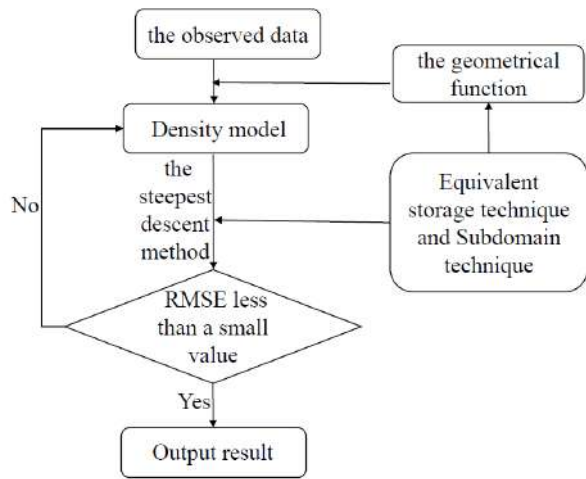 the observed data
the geometrical
function
Density model
the
steepest
descent
method
Equivalent
storage technique
and Subdomain
technique
No
RMSE less
than a small
value
Yes
Output result